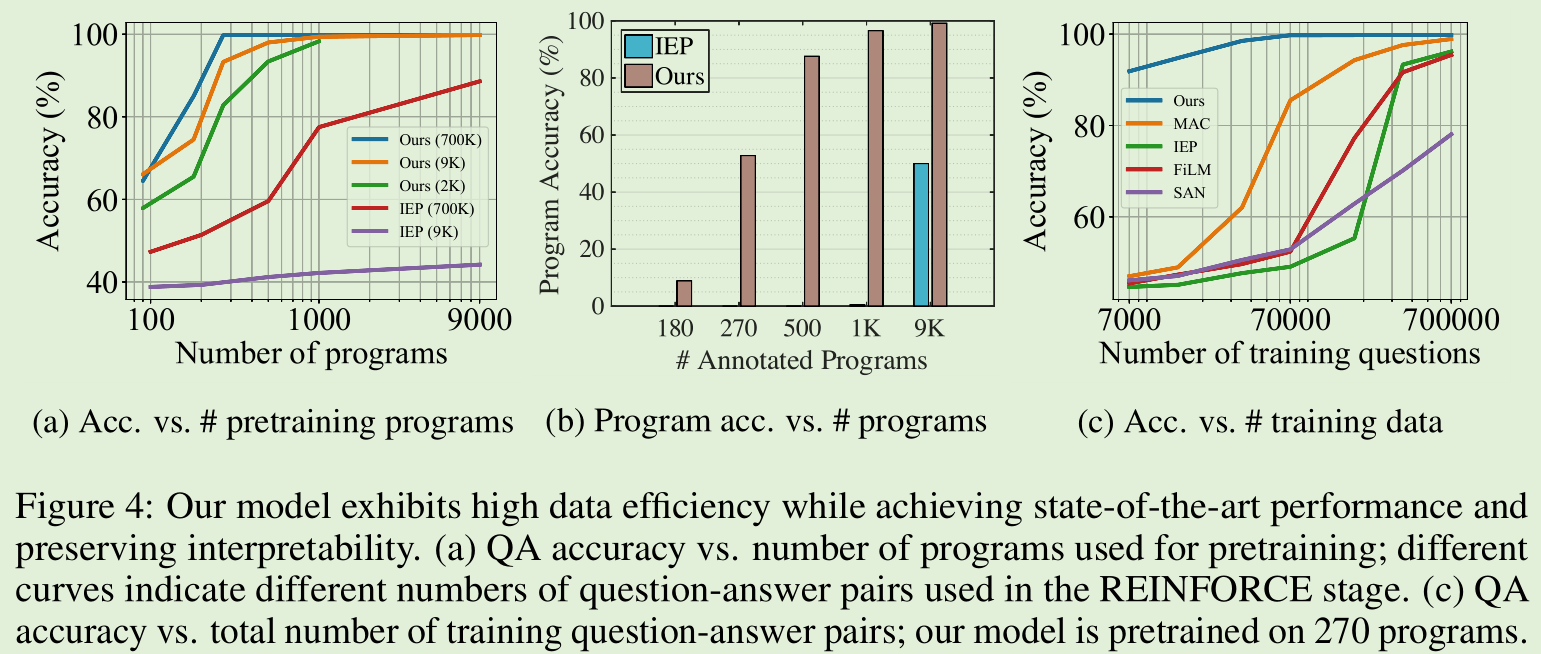 100
80
60
40
Accuracy (%)
Ours (700K)
Ours (9K)
Ours (2K)
IEP (700K)
IEP (9K)
100 1000 9000
Number of programs
(a) Acc. vs. # pretraining programs
100
80
60
40
20
0
Program Accuracy (%)
IEP
Ours
180 270 500 1K 9K
# Annotated Programs
(b) Program acc. vs. # programs
100
80
60
Accuracy (%)
Ours
MAC
IEP
FiLM
SAN
7000 70000 700000
Number of training questions
(c) Acc. vs. # training data
Figure 4: Our model exhibits high data efficiency while achieving state-of-the-art performance and
preserving interpretability. (a) QA accuracy vs. number of programs used for pretraining; different
curves indicate different numbers of question-answer pairs used in the REINFORCE stage. (c) QA
accuracy vs. total number of training question-answer pairs; our model is pretrained on 270 programs.